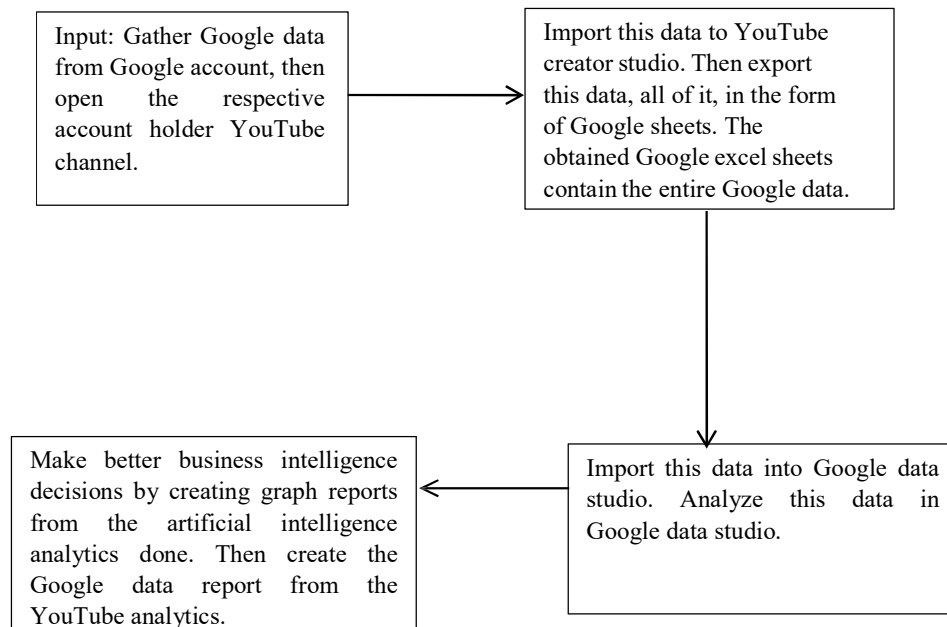 Input: Gather Google data
from Google account, then
open the respective
account holder YouTube
channel.
Import this data to YouTube
creator studio. Then export
this data, all of it, in the form
of Google sheets. The
obtained Google excel sheets
contain the entire Google data.
Import this data into Google data
studio. Analyze this data in
Google data studio.
Make better business intelligence
decisions by creating graph reports
from the artificial intelligence
analytics done. Then create the
Google data report from the
YouTube analytics.